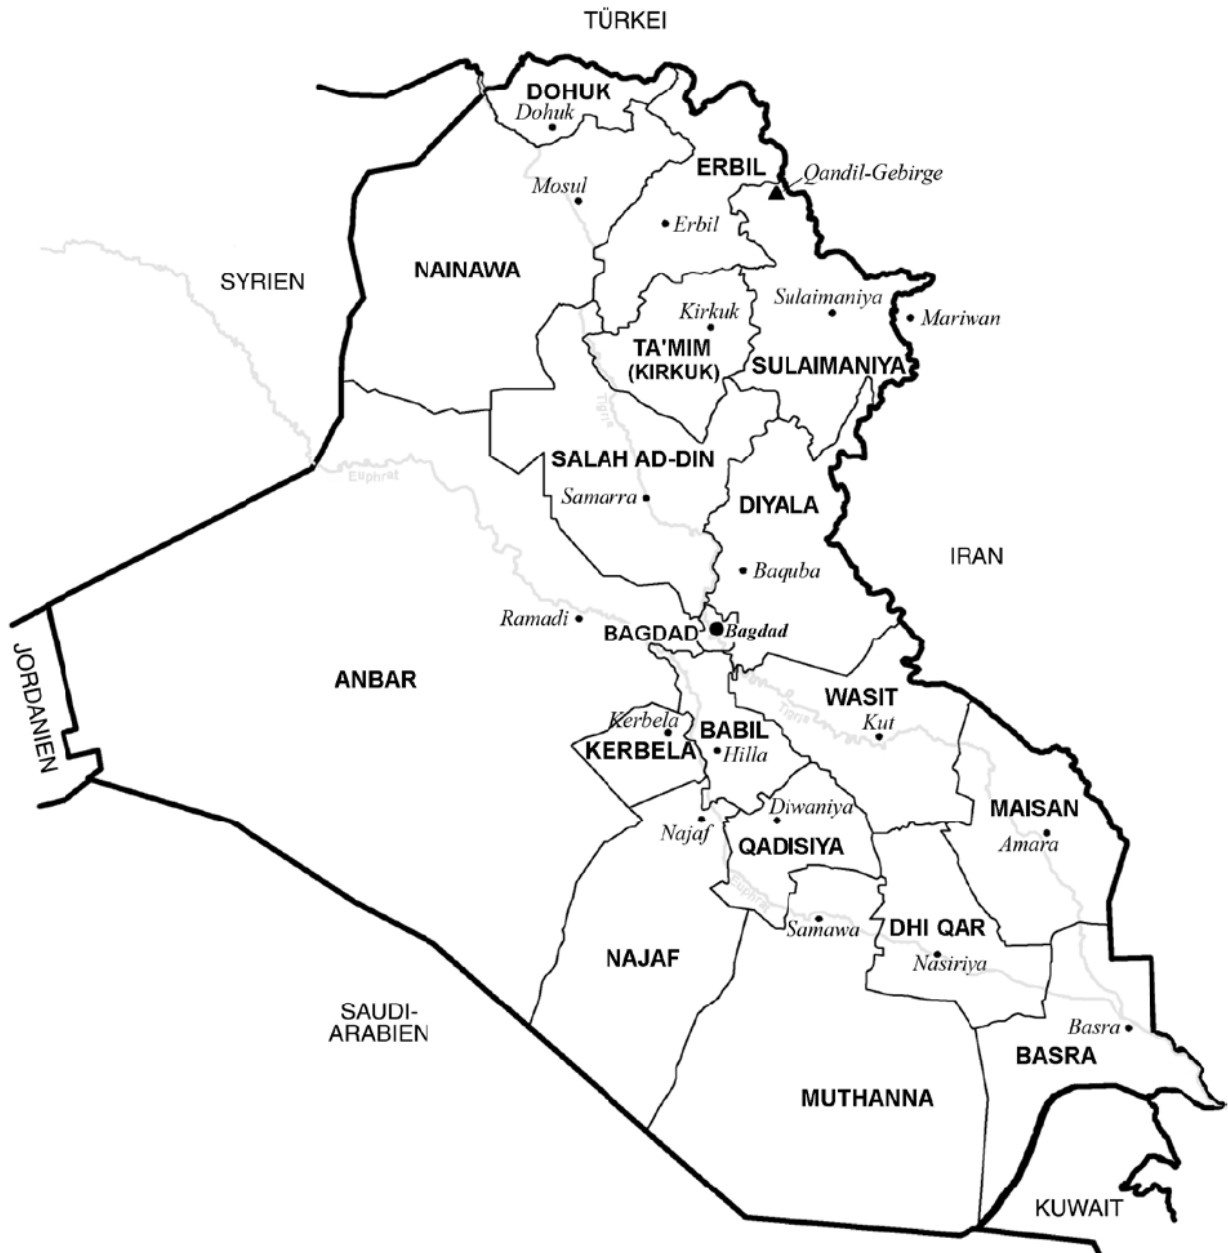 TÜRKEI
DOHUK
Dohuk
ERBIL
Qandil-Gebirge
Mosul
Erbil
NAINAWA
SYRIEN
Sulaimaniya
Kirkuk
Mariwan
TA'MIM
(KIRKUK)
SULAIMANIYA
Tigris
SALAH AD-DIN
Euphrat
Samarra
DIYALA
IRAN
Baquba
Ramadi
BAGDAD
Bagdad
JORDANIEN
ANBAR
WASIT
Tigris
Kut
Kerbela
BABIL
KERBELA
Hilla
Diwaniya
MAISAN
Najaf
QADISIYA
Amara
Euphrat
Samawa
DHI QAR
NAJAF
Nasiriya
SAUDI-
ARABIEN
Basra
BASRA
MUTHANNA
KUWAIT